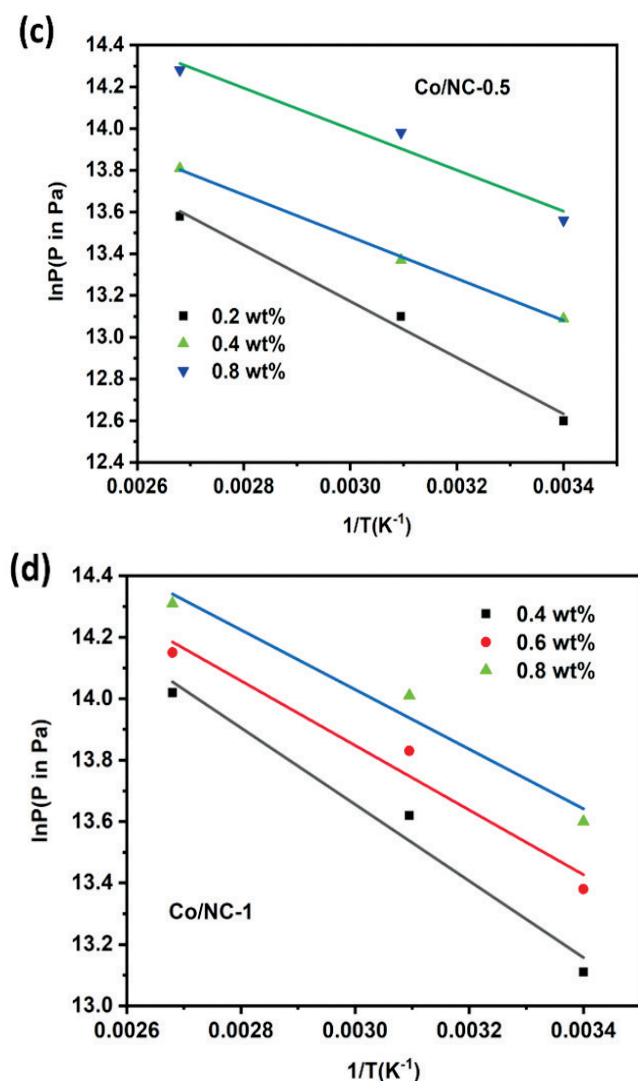 (c)
14.4
14.2
14.0
13.8
13.6
13.4
13.2
13.0
12.8
12.6
12.4
lnP(P in Pa)
Co/NC-0.5
0.2 wt%
0.4 wt%
0.8 wt%
0.0026 0.0028 0.0030 0.0032 0.0034
1/T(K⁻¹)
(d)
14.4
14.2
14.0
13.8
13.6
13.4
13.2
13.0
lnP(P in Pa)
0.4 wt%
0.6 wt%
0.8 wt%
Co/NC-1
0.0026 0.0028 0.0030 0.0032 0.0034
1/T(K⁻¹)